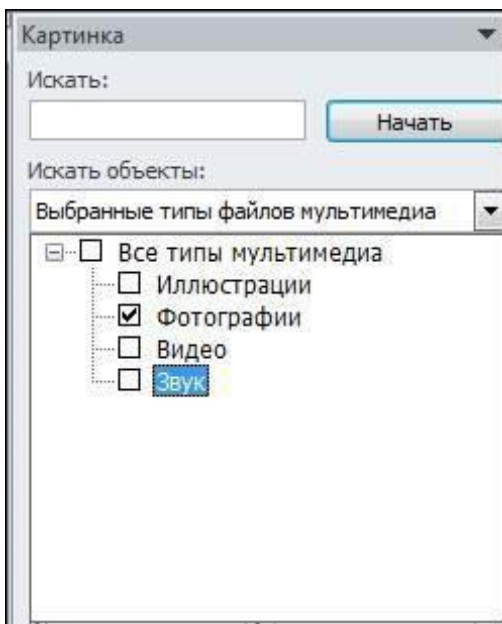 Картинка
Искать:
Начать
Искать объекты:
Выбранные типы файлов мультимедиа
Все типы мультимедиа
Иллюстрации
Фотографии
Видео
Звук